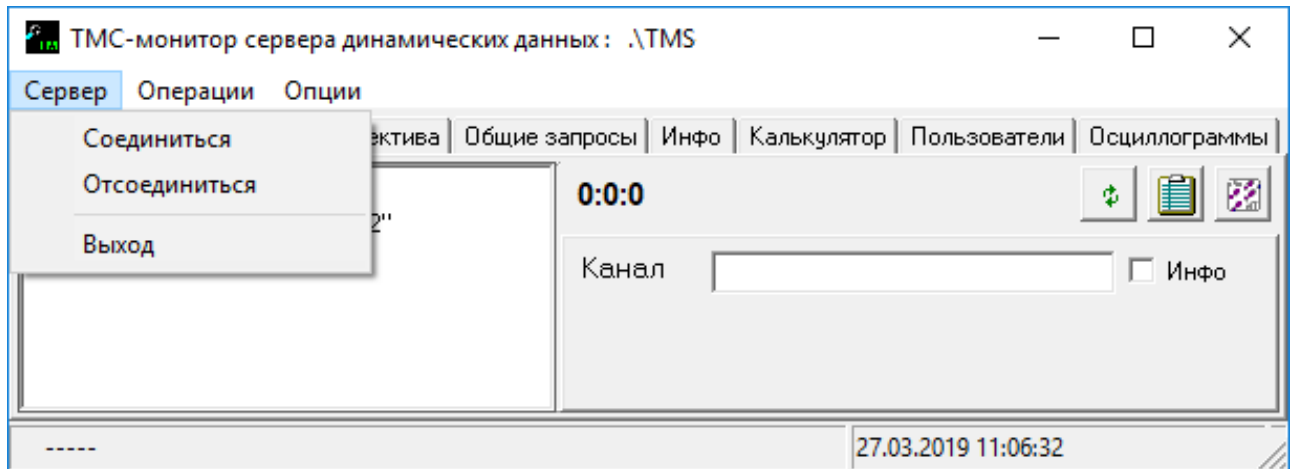 ТМС-монитор сервера динамических данных : .\TMS
Сервер Операции Опции
Соединиться
Отсоединиться
Выход
Общие запросы Инфо Калькулятор Пользователи Осциллограммы
2"
0:0:0
Канал Инфо
----- 27.03.2019 11:06:32